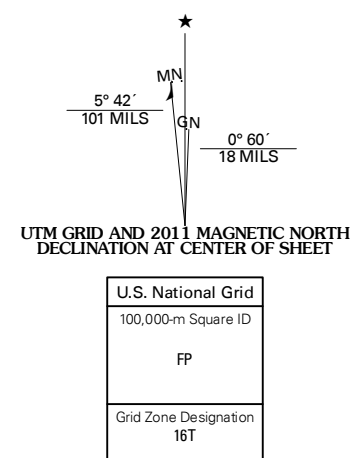 ★
MN
5° 42´
101 MILS
GN
0° 60´
18 MILS
UTM GRID AND 2011 MAGNETIC NORTH
DECLINATION AT CENTER OF SHEET
U.S. National Grid
100,000-m Square ID
FP
Grid Zone Designation
16T